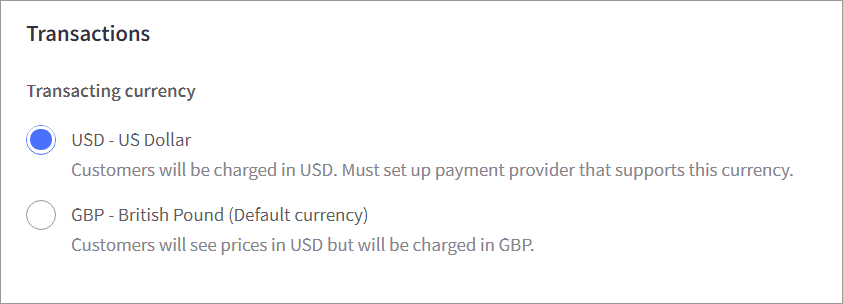 Transactions
Transacting currency
USD - US Dollar
Customers will be charged in USD. Must set up payment provider that supports this currency.
GBP - British Pound (Default currency)
Customers will see prices in USD but will be charged in GBP.